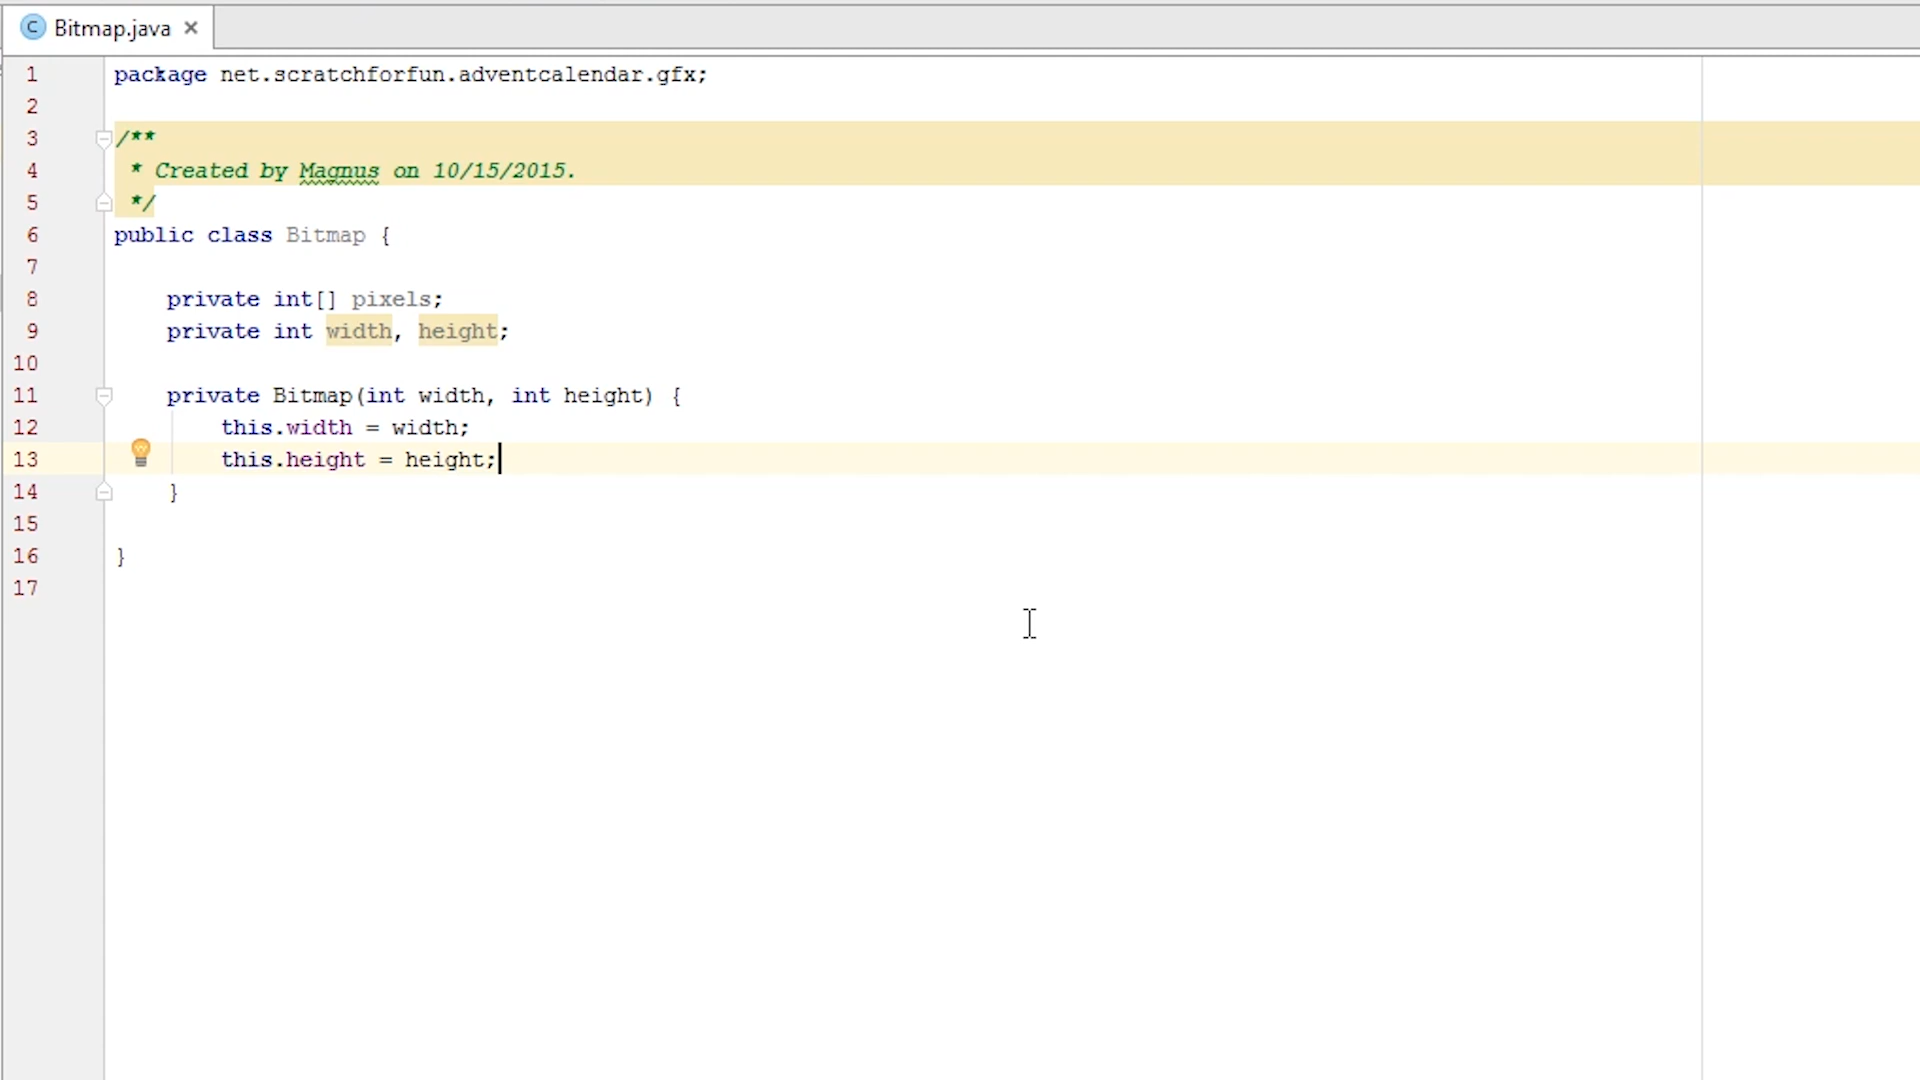 Bitmap.java
1 package net.scratchforfun.adventcalendar.gfx;
2
3 /**
4  * Created by Magnus on 10/15/2015.
5  */
6 public class Bitmap {
7
8     private int[] pixels;
9     private int width, height;
10
11     private Bitmap(int width, int height) {
12         this.width = width;
13         this.height = height;
14     }
15
16 }
17